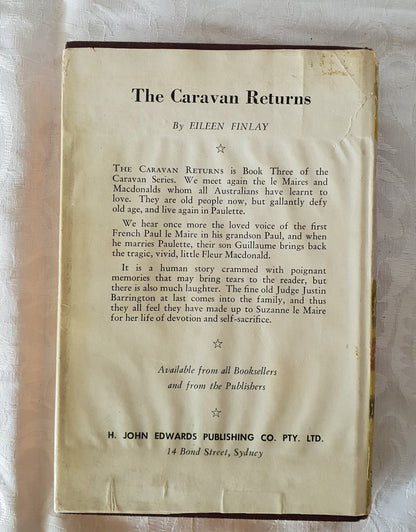 The Caravan Returns
By EILEEN FINLAY
☆
THE CARAVAN RETURNS is Book Three of the
Caravan Series. We meet again the le Maires and
Macdonalds whom all Australians have learnt to
love. They are old people now, but gallantly defy
old age, and live again in Paulette.
We hear once more the loved voice of the first
French Paul le Maire in his grandson Paul, and when
he marries Paulette, their son Guillaume brings back
the tragic, vivid, little Fleur Macdonald.
It is a human story crammed with poignant
memories that may bring tears to the reader, but
there is also much laughter. The fine old Judge Justin
Barrington at last comes into the family, and thus
they all feel they have made up to Suzanne le Maire
for her life of devotion and self-sacrifice.
☆
Available from all Booksellers
and from the Publishers
☆
H. JOHN EDWARDS PUBLISHING CO. PTY. LTD.
14 Bond Street, Sydney